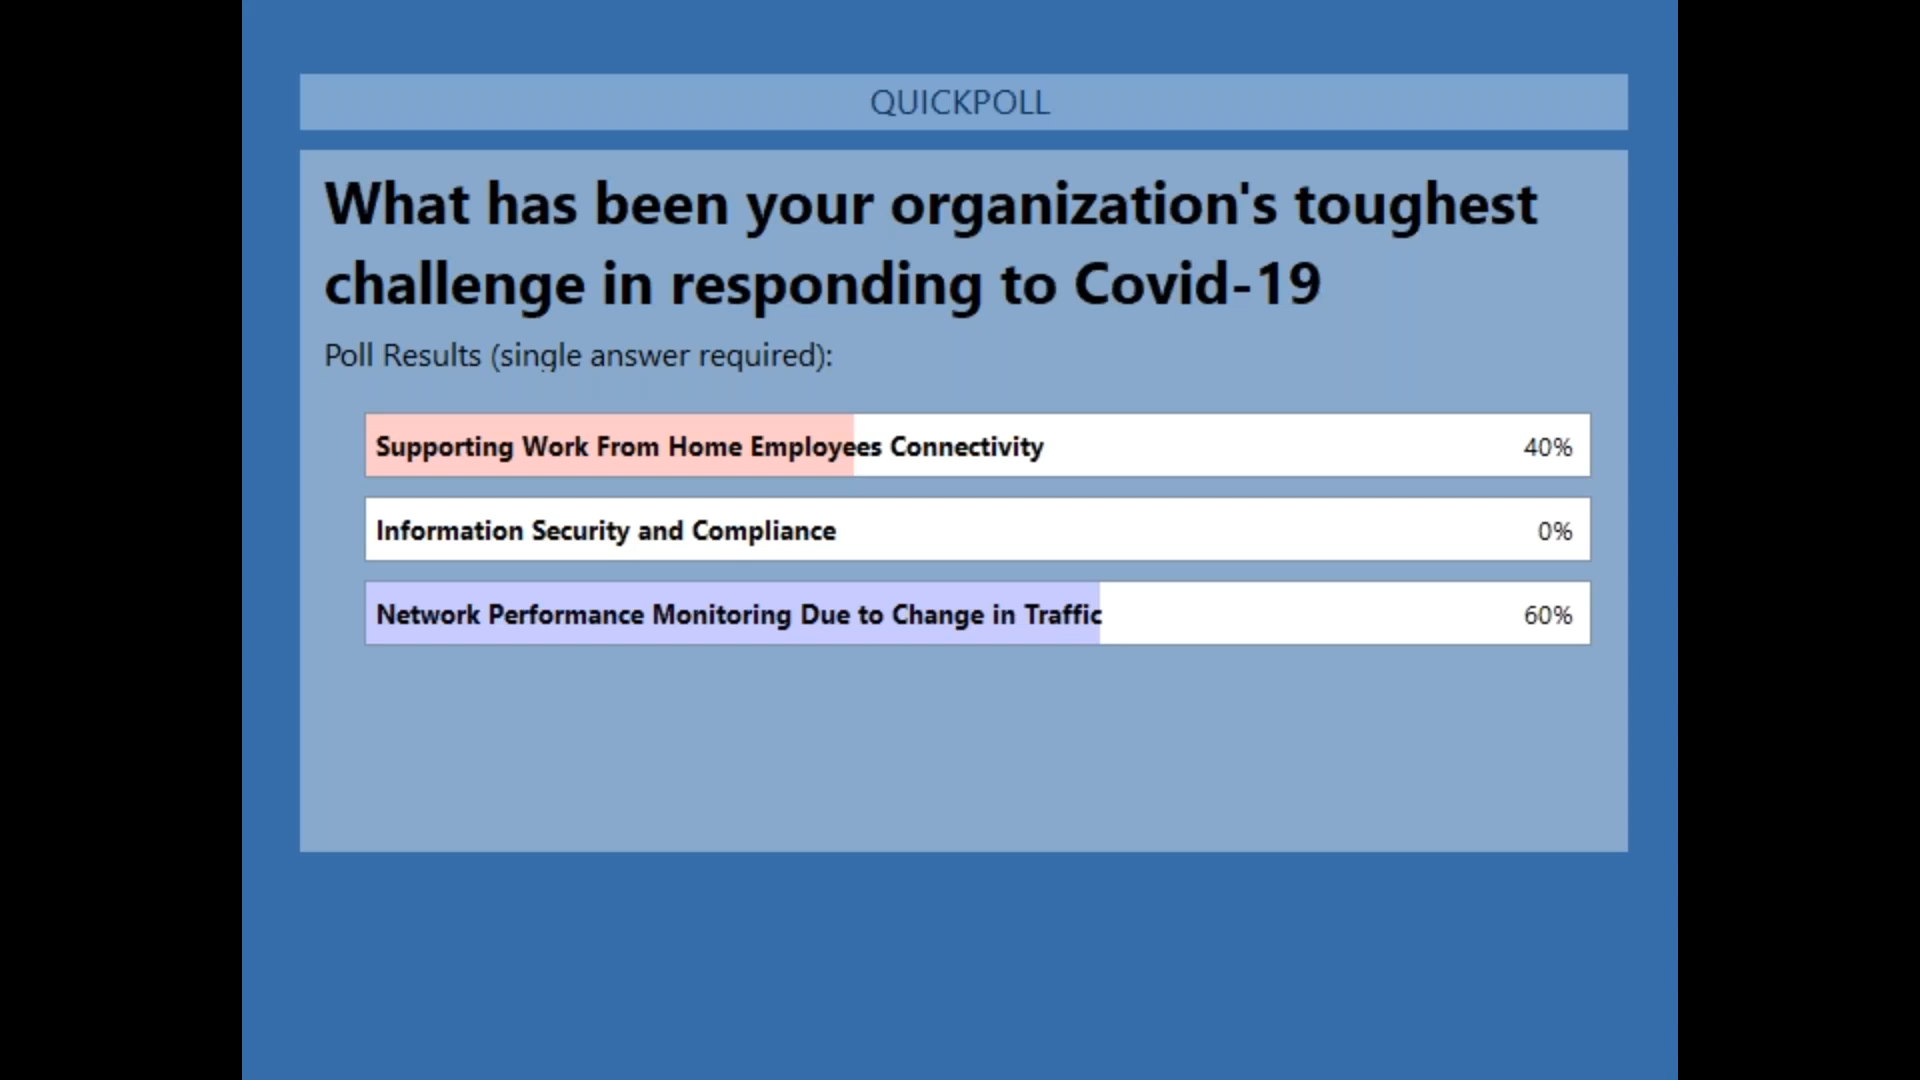 QUICKPOLL
What has been your organization's toughest
challenge in responding to Covid-19
Poll Results (single answer required):
Supporting Work From Home Employees Connectivity 40%
Information Security and Compliance 0%
Network Performance Monitoring Due to Change in Traffic 60%